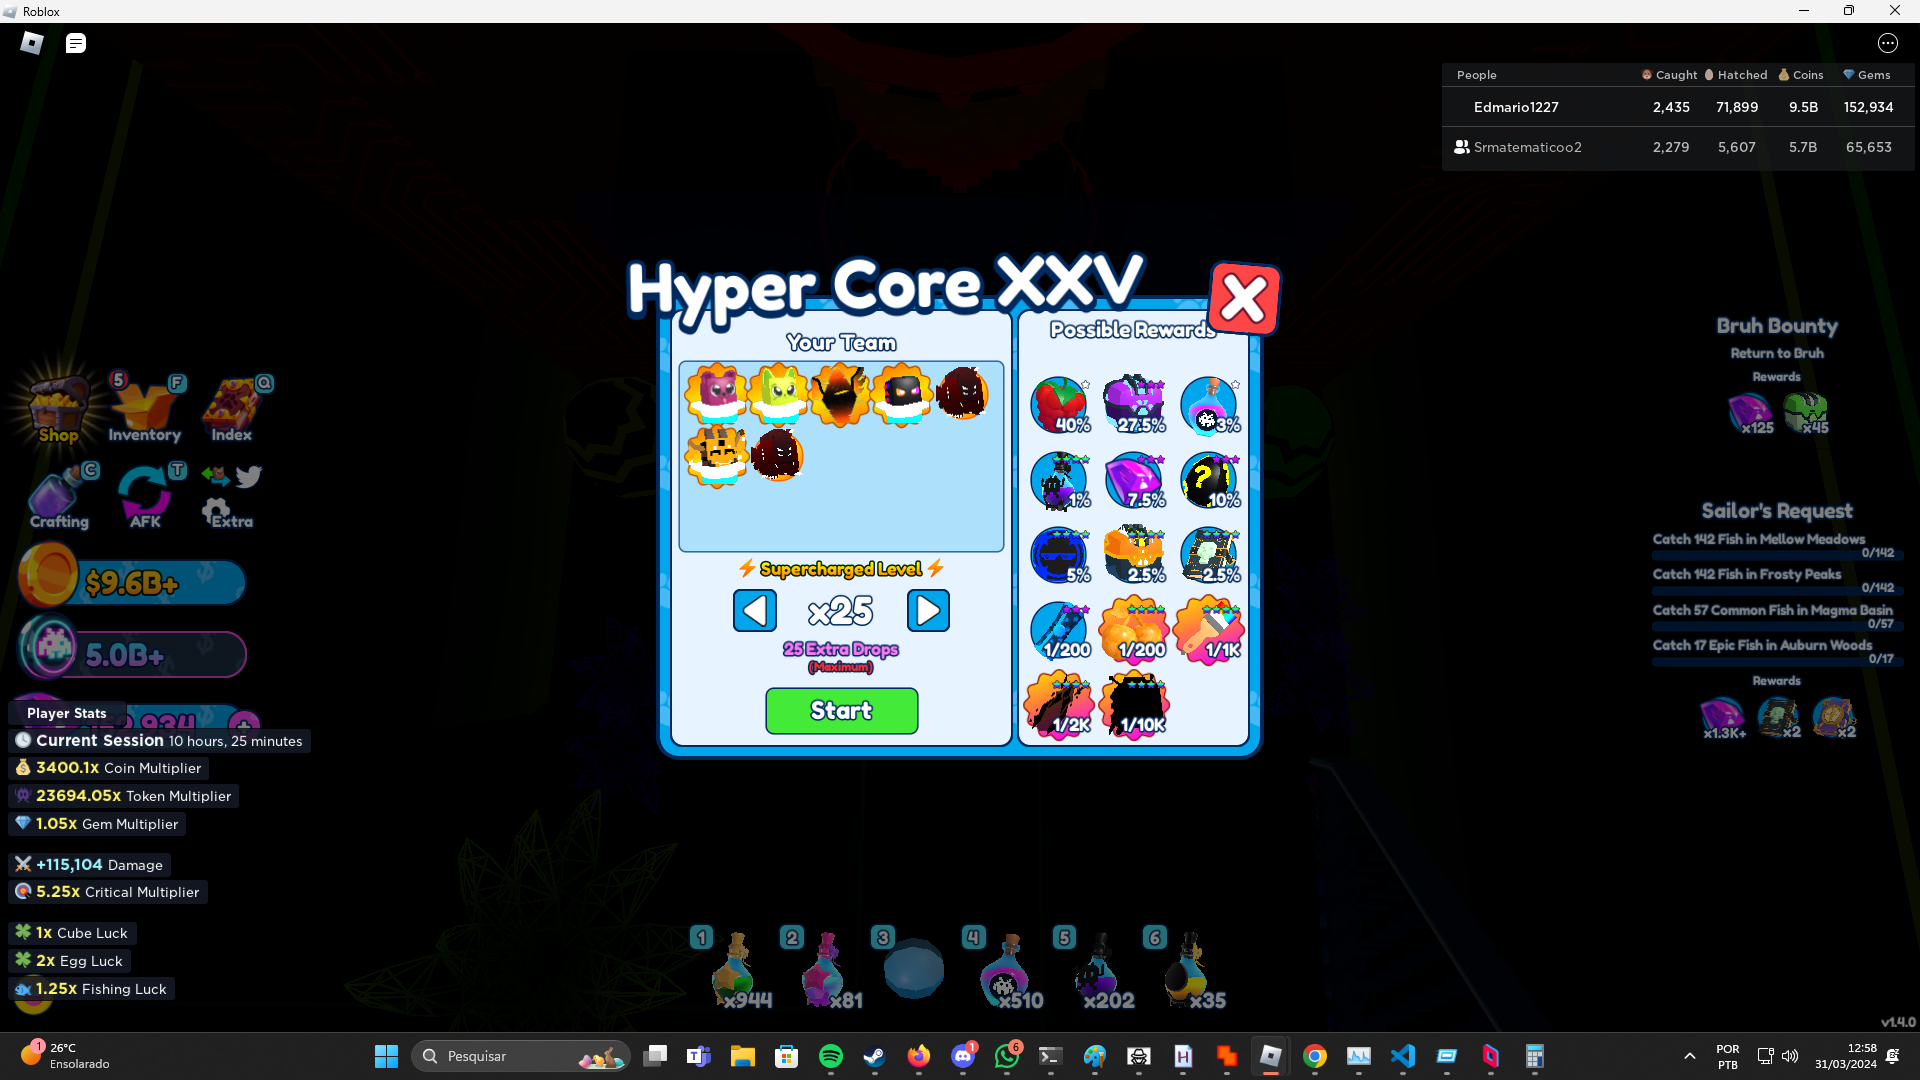 Roblox
People Caught Hatched Coins Gems
Edmario1227 2,435 71,899 9.5B 152,934
Srmatematicoo2 2,279 5,607 5.7B 65,653
Hyper Core XXV
Your Team
Possible Rewards
40% 27.5% 3%
1% 7.5% 10%
5% 2.5% 2.5%
1/200 1/200 1/1K
1/2K 1/10K
Supercharged Level
x25
25 Extra Drops
(Maximum)
Start
5 F Q
Shop Inventory Index
C T
Crafting AFK Extra
$9.6B+
5.0B+
152,934
Player Stats
Current Session 10 hours, 25 minutes
3400.1x Coin Multiplier
23694.05x Token Multiplier
1.05x Gem Multiplier
+115,104 Damage
5.25x Critical Multiplier
1x Cube Luck
2x Egg Luck
1.25x Fishing Luck
Bruh Bounty
Return to Bruh
Rewards
x125 x45
Sailor's Request
Catch 142 Fish in Mellow Meadows
0/142
Catch 142 Fish in Frosty Peaks
0/142
Catch 57 Common Fish in Magma Basin
0/57
Catch 17 Epic Fish in Auburn Woods
0/17
Rewards
x1.3K+ x2 x2
1 2 3 4 5 6
x944 x81 x510 x202 x35
v1.4.0
1 26°C
Ensolarado
Pesquisar
1 6
POR
PTB
12:58
31/03/2024